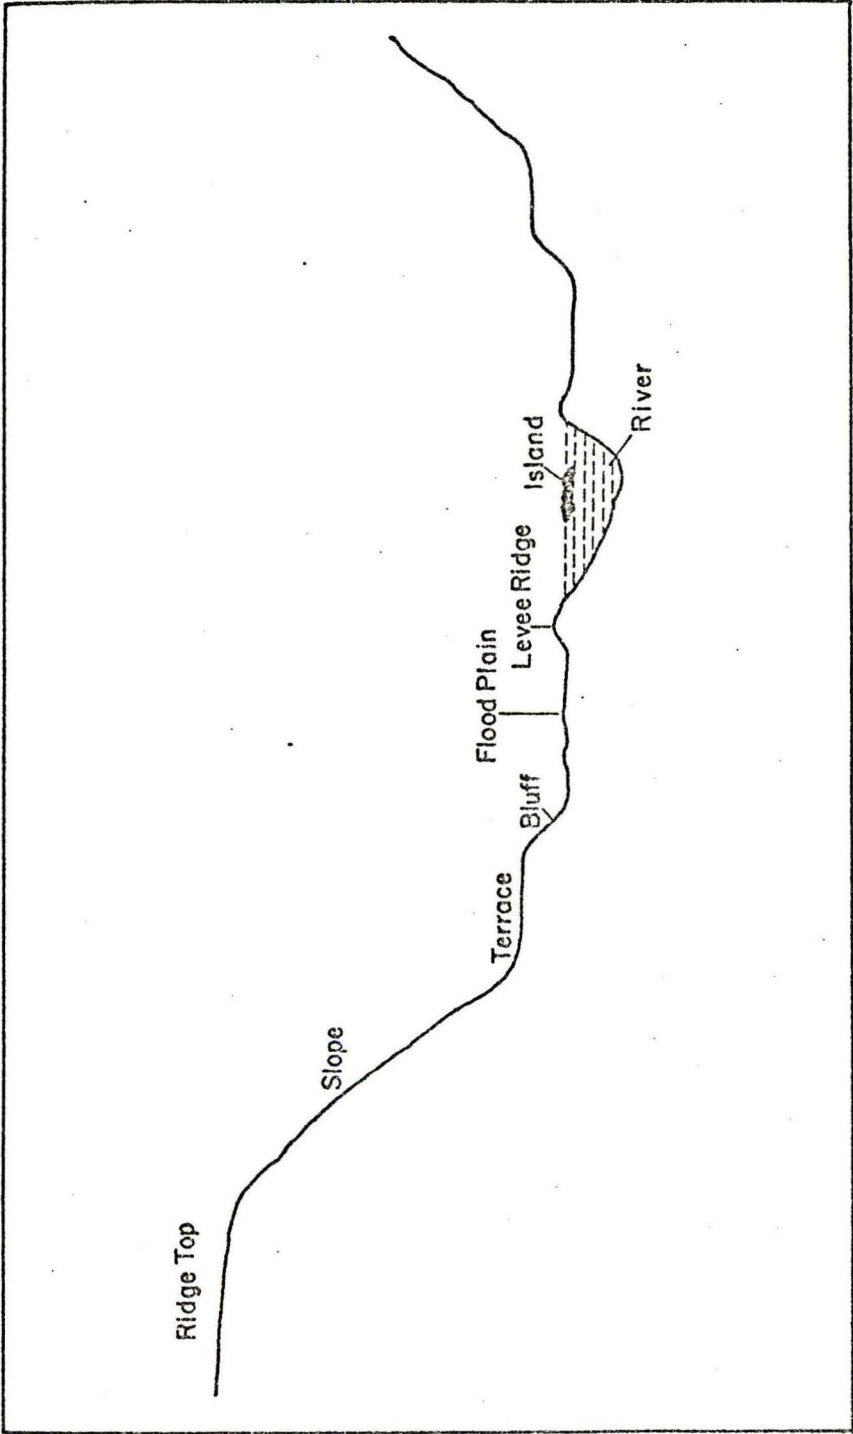 Ridge Top
Slope
Terrace
Bluff
Flood Plain
Levee Ridge
Island
River